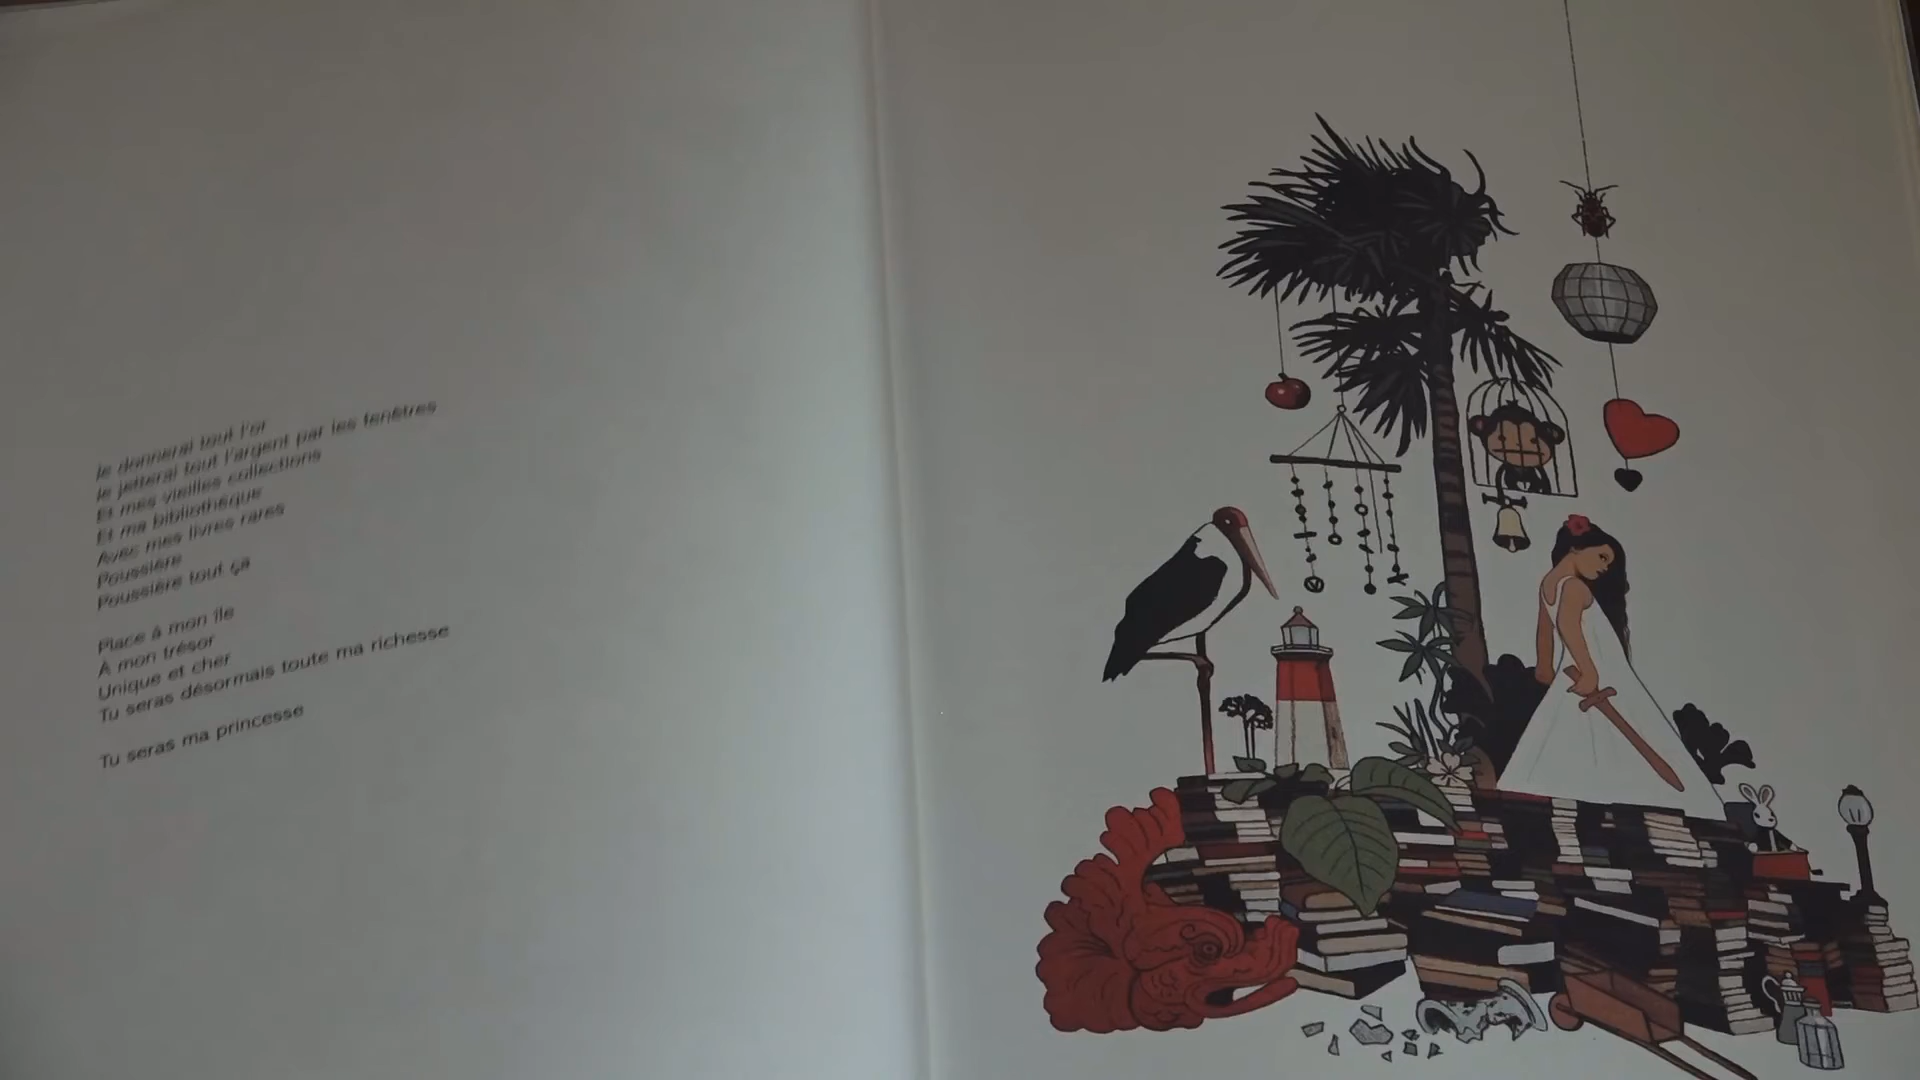 Je donnerai tout l'or
Je jetterai tout l'argent par les fenêtres
Et mes vieilles collections
Et ma bibliothèque
Avec mes livres rares
Poussière
Poussière tout ça
Place à mon île
À mon trésor
Unique et cher
Tu seras désormais toute ma richesse
Tu seras ma princesse